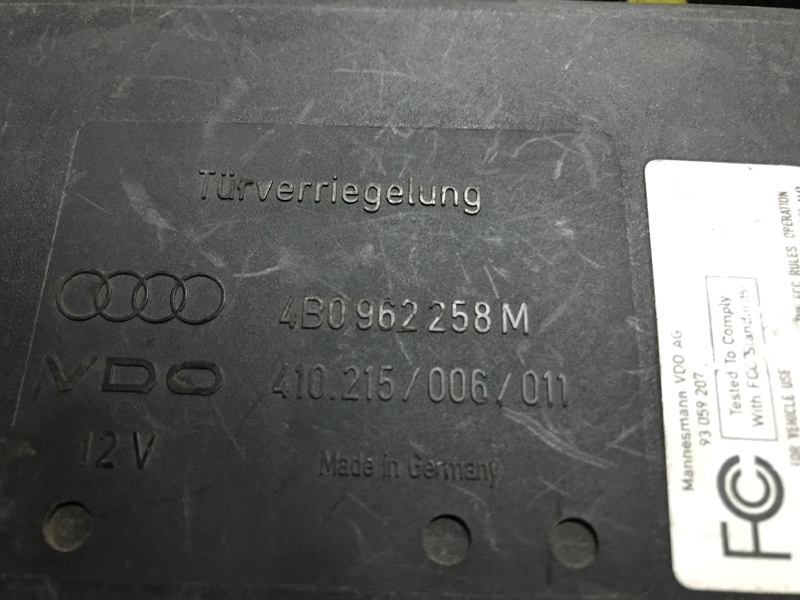 Türverriegelung
4B0 962 258 M
VDO
410.215/006/011
12 V
Made in Germany
Mannesmann VDO AG
93 059 207
Tested To Comply
With FCC Standards
FC
FOR VEHICLE USE
FCC RULES OPERATION